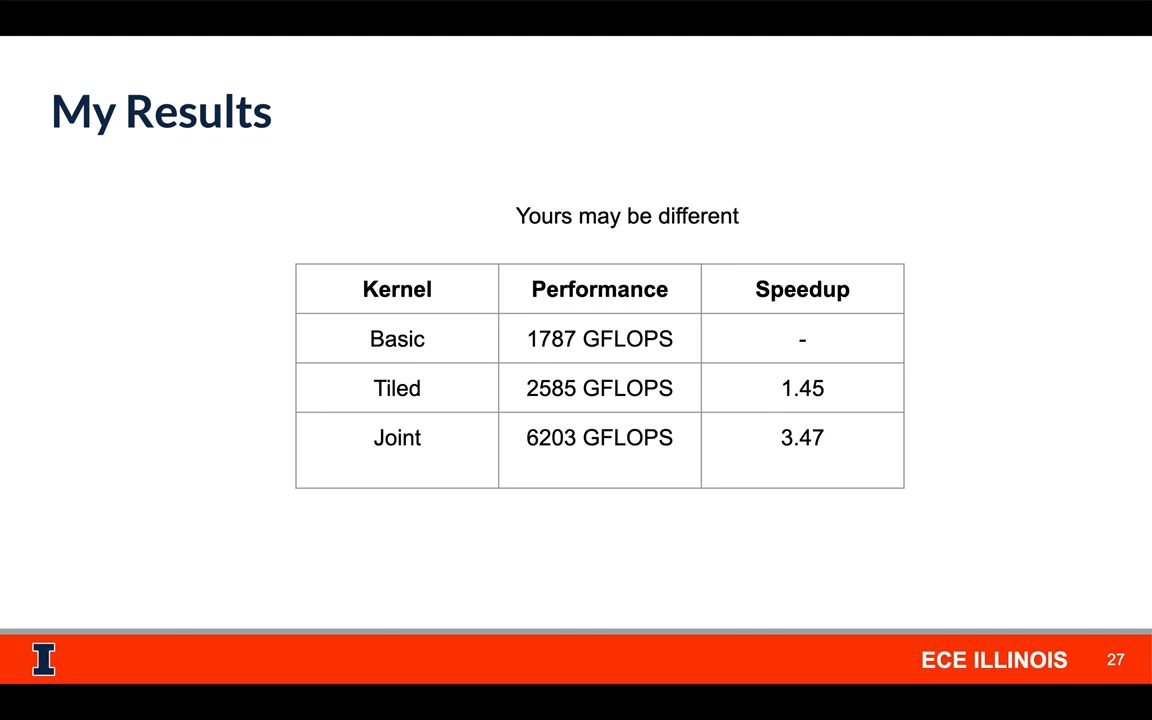 My Results
Yours may be different
Kernel Performance Speedup
Basic 1787 GFLOPS -
Tiled 2585 GFLOPS 1.45
Joint 6203 GFLOPS 3.47
I ECE ILLINOIS 27